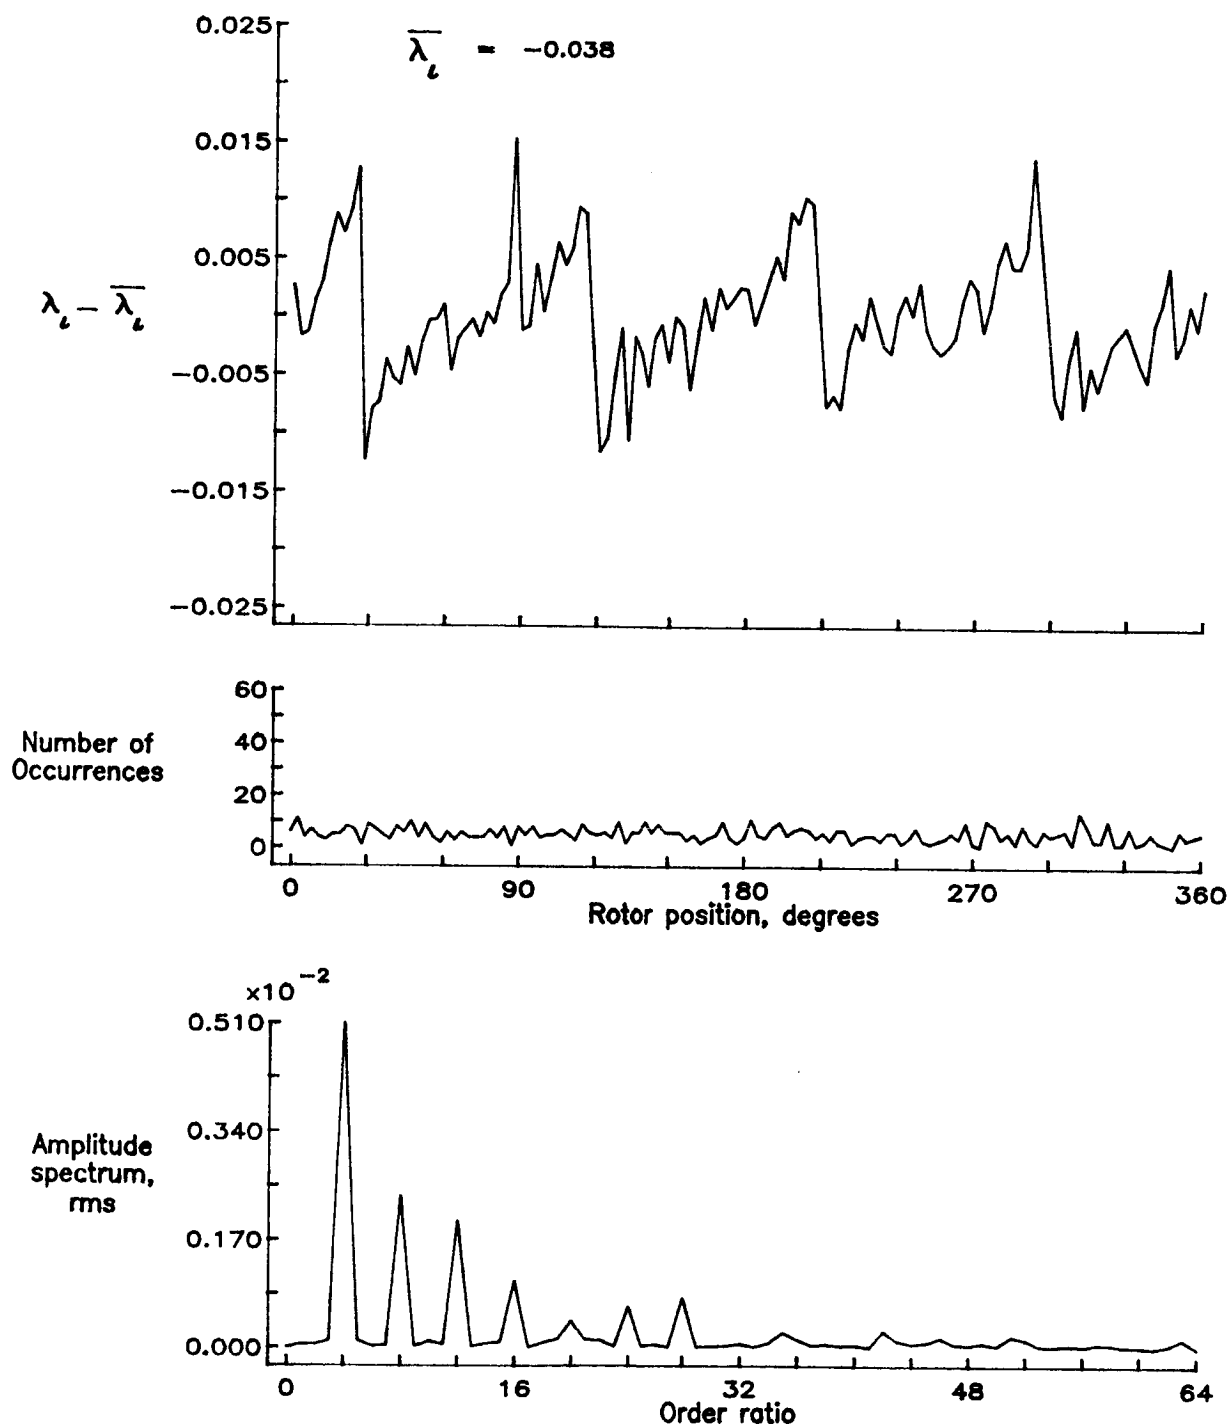 0.025
λ̅ι = -0.038
0.015
0.005
λι - λ̅ι
-0.005
-0.015
-0.025
60
Number of
Occurrences
40
20
0
0 90 180 270 360
Rotor position, degrees
x10 -2
0.510
0.340
Amplitude
spectrum,
rms
0.170
0.000
0 16 32 48 64
Order ratio